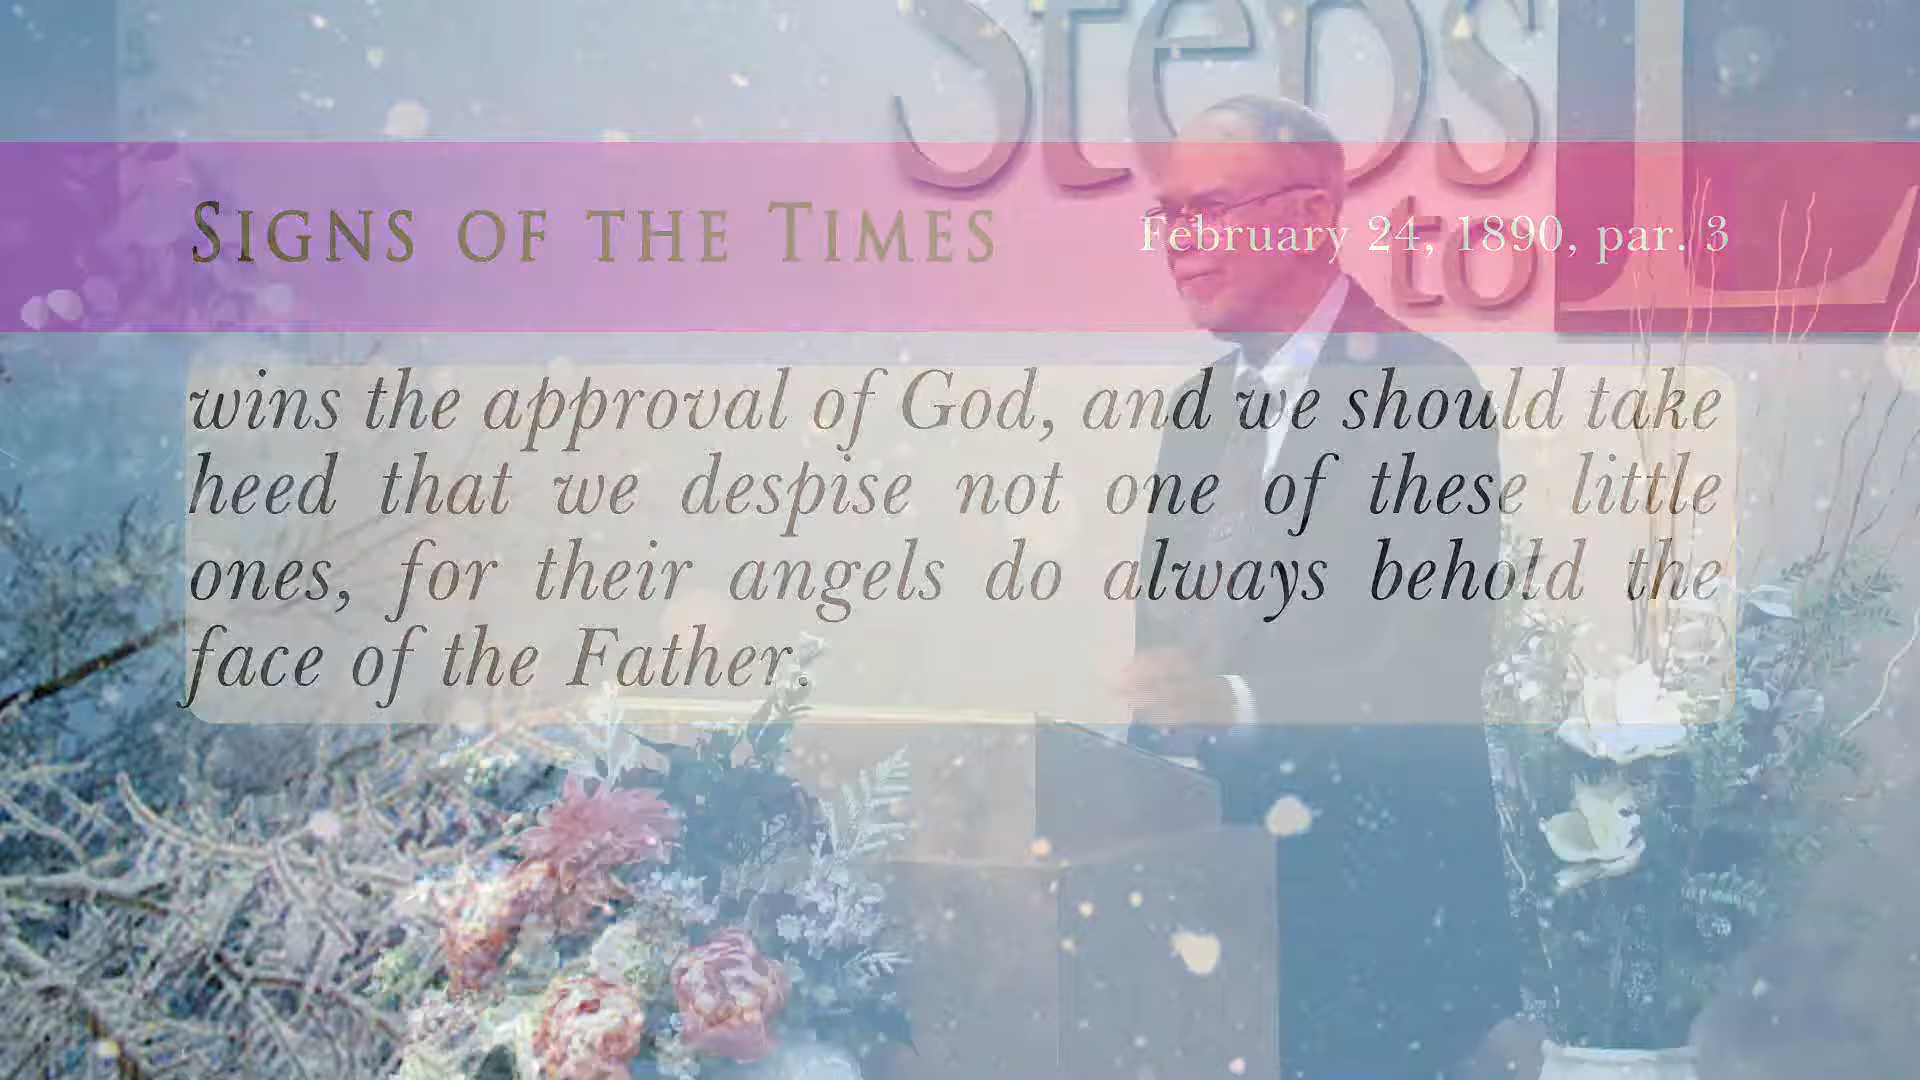 Steps
to L
SIGNS OF THE TIMES
February 24, 1890, par. 3
wins the approval of God, and we should take
heed that we despise not one of these little
ones, for their angels do always behold the
face of the Father.